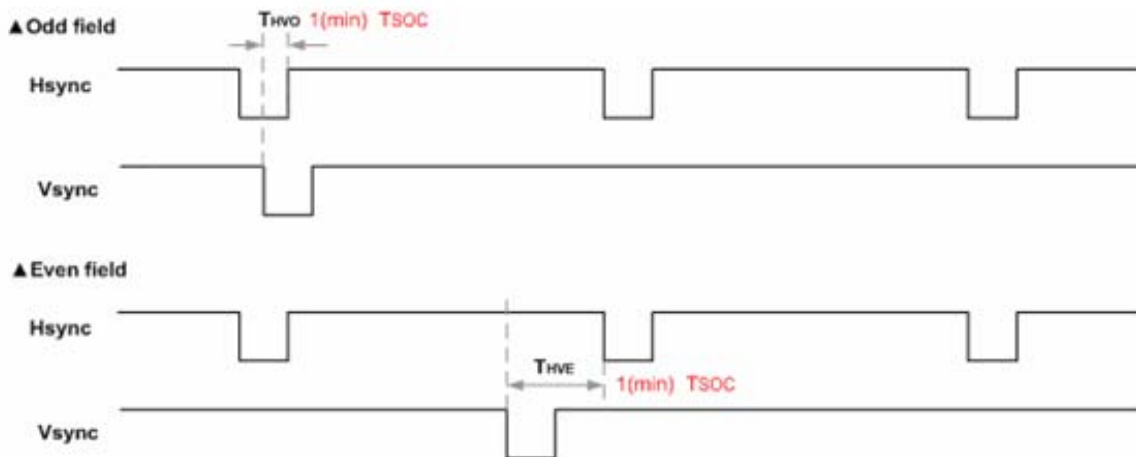 ▲Odd field
THVO 1(min) TSOC
Hsync
Vsync
▲Even field
Hsync
THVE
1(min) TSOC
Vsync